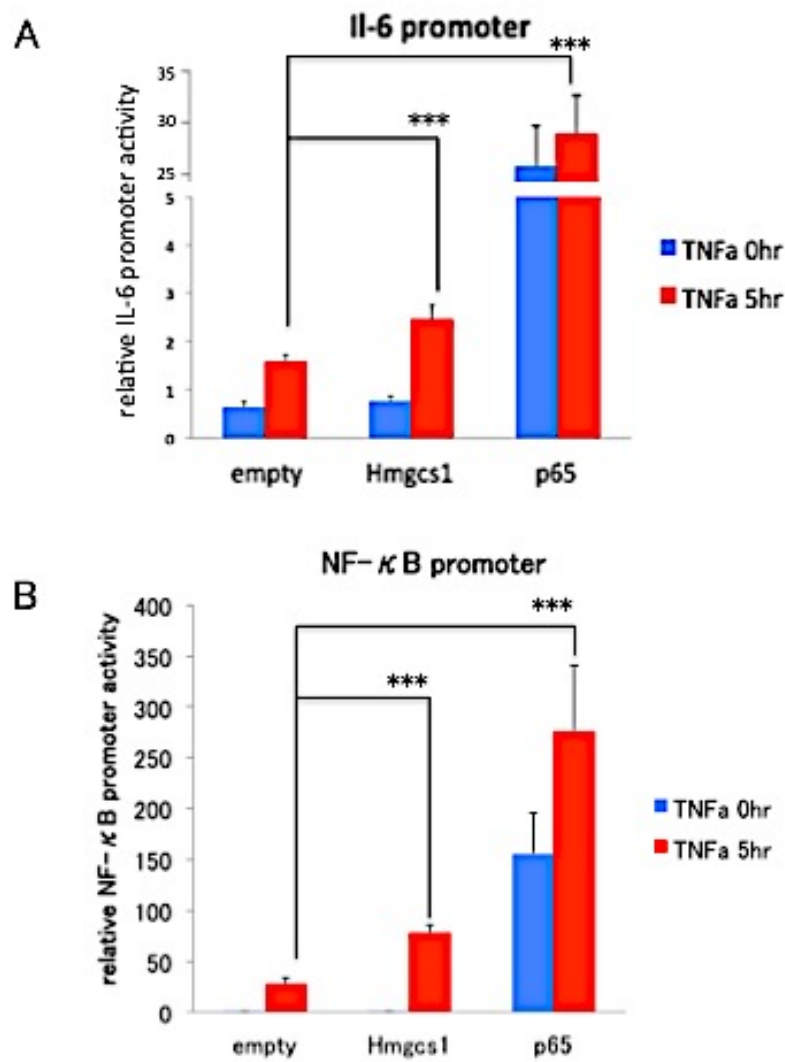 A
Il-6 promoter
***
***
relative IL-6 promoter activity
35
30
25
5
4
3
2
1
0
TNFa 0hr
TNFa 5hr
empty Hmgcs1 p65
B
NF-κB promoter
***
***
relative NF-κB promoter activity
400
350
300
250
200
150
100
50
0
TNFa 0hr
TNFa 5hr
empty Hmgcs1 p65